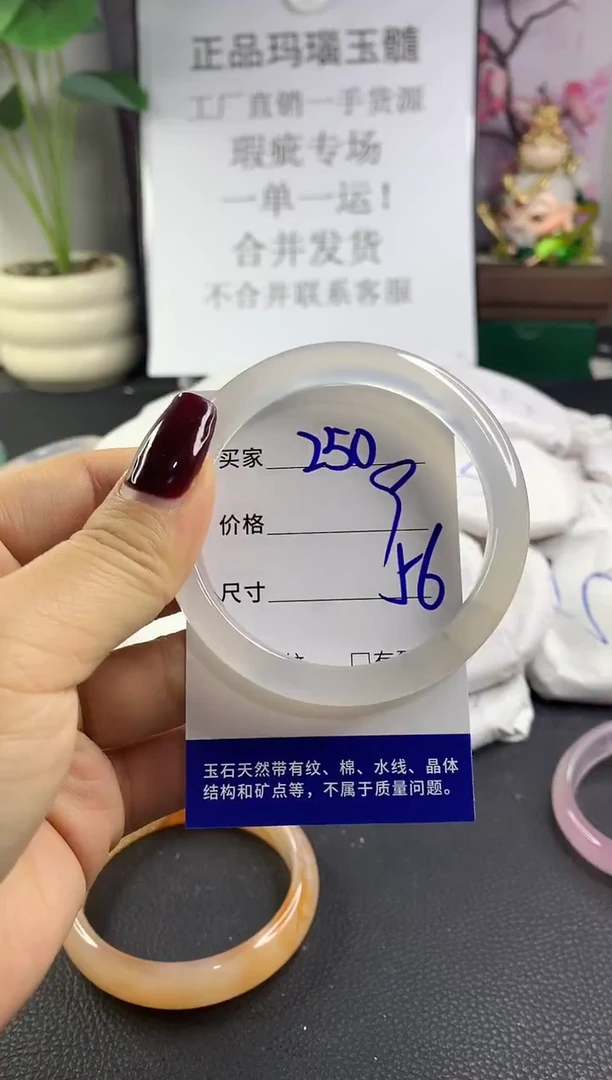 正品玛瑙玉髓
工厂直销一手货源
瑕疵专场
一单一运!
合并发货
不合并联系客服
买家 250
价格 9
尺寸 56
玉石天然带有纹、棉、水线、晶体
结构和矿点等，不属于质量问题。